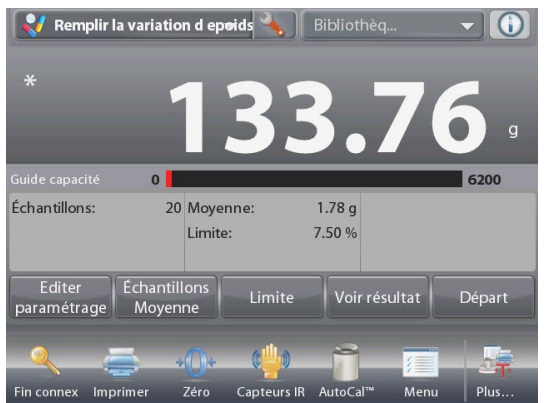 Remplir la variation d epoids
Bibliothèq...
*
133.76 g
Guide capacité 0 6200
Échantillons: 20 Moyenne: 1.78 g
Limite: 7.50 %
Editer paramétrage
Échantillons Moyenne
Limite
Voir résultat
Départ
Fin connex
Imprimer
Zéro
Capteurs IR
AutoCal™
Menu
Plus...